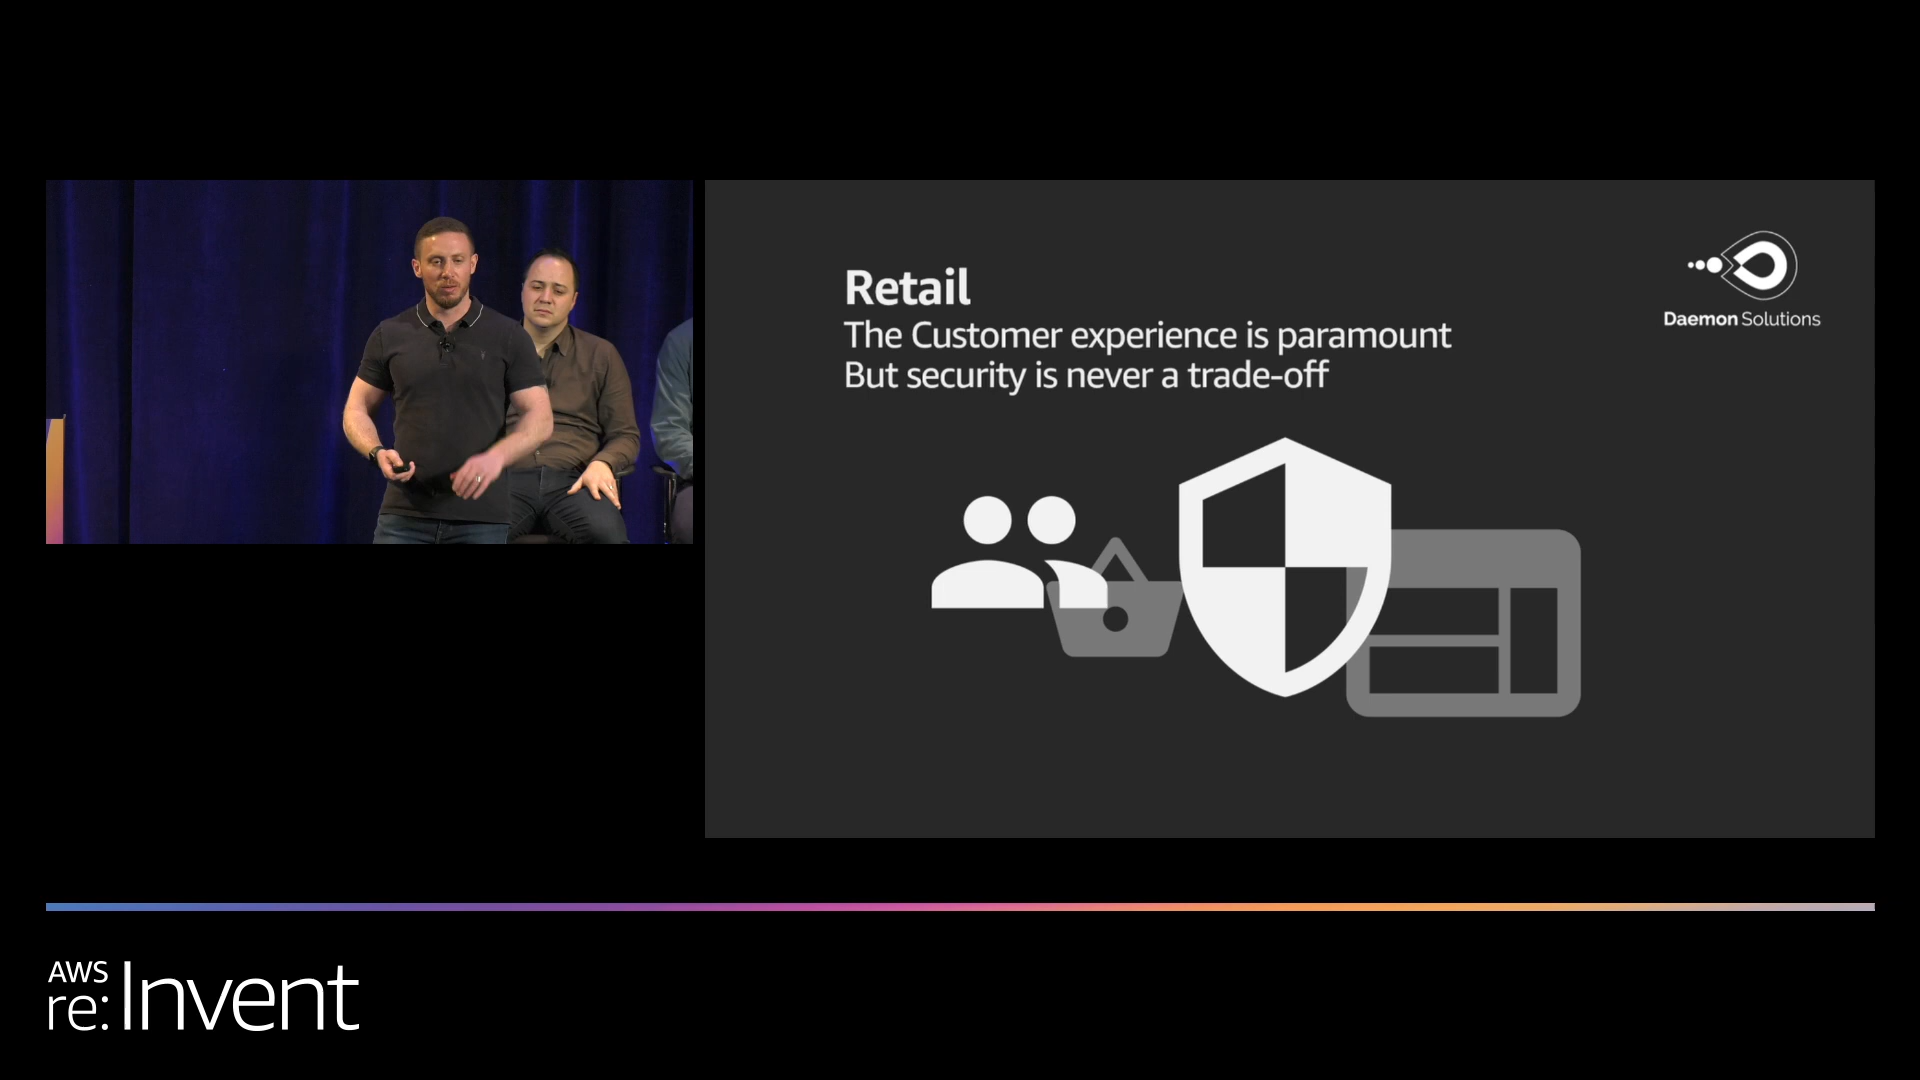 Retail
The Customer experience is paramount
But security is never a trade-off
Daemon Solutions
AWS
re:Invent